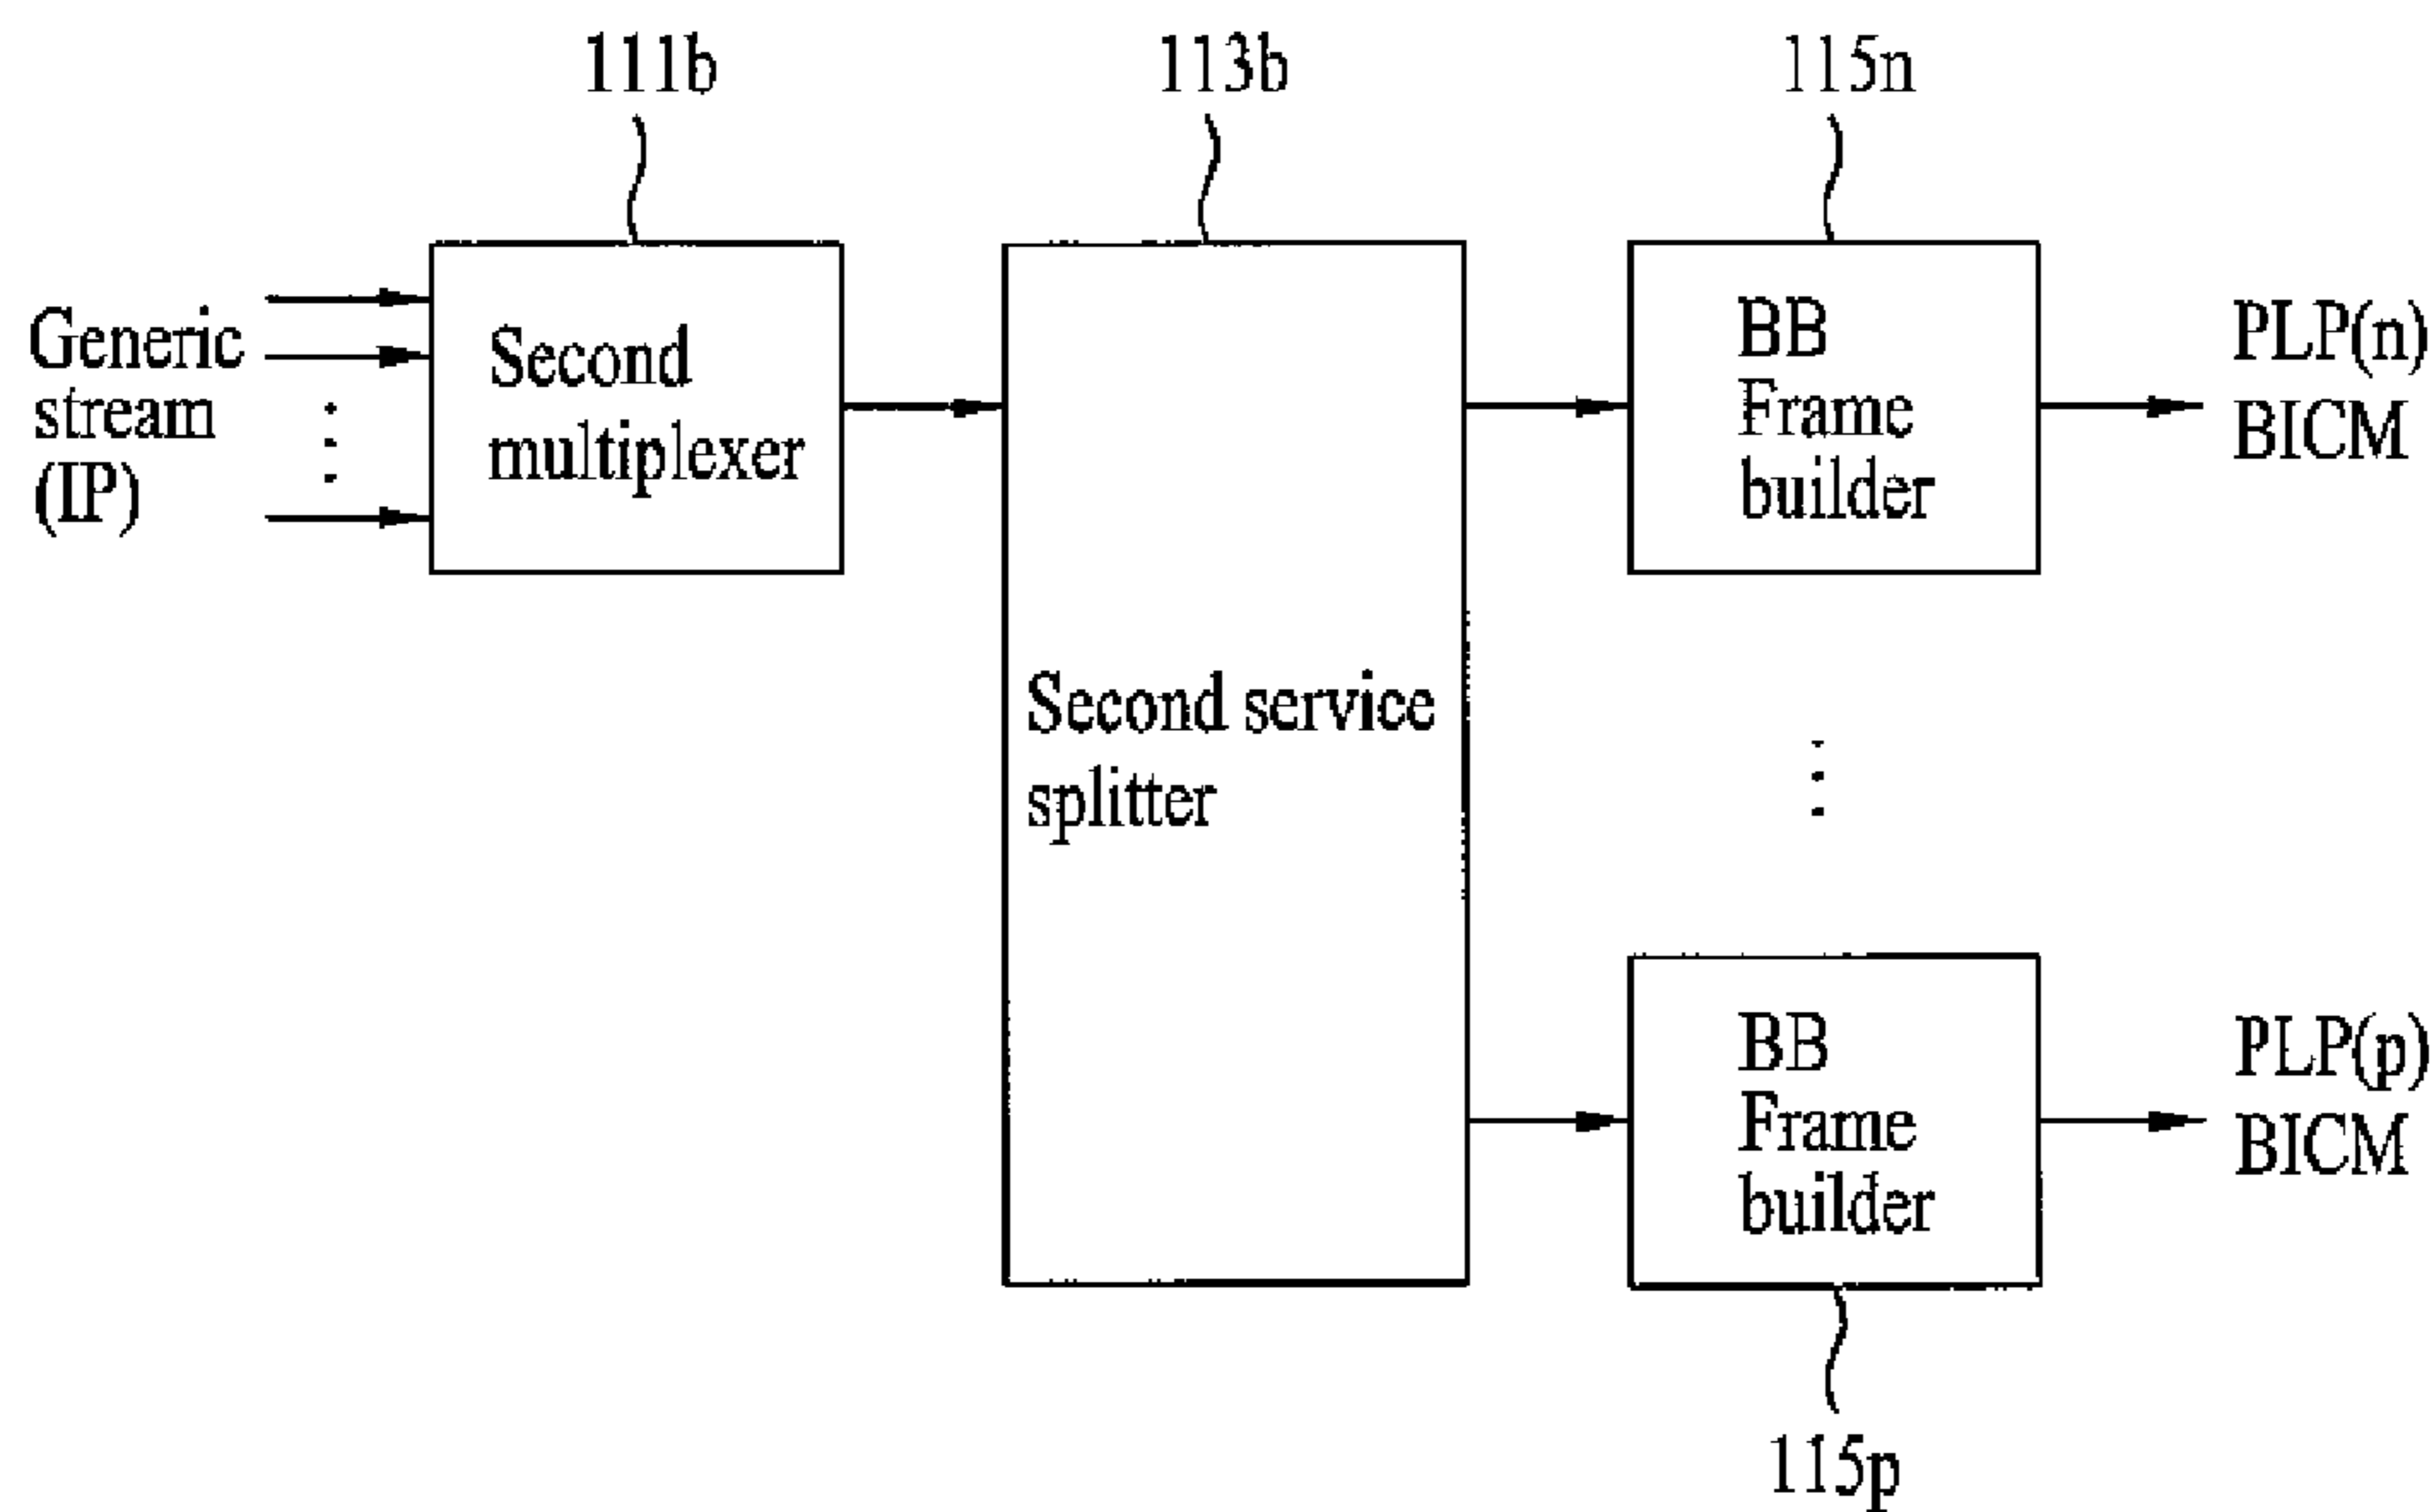 111b
113b
115n
Generic
stream
(IP)
Second
multiplexer
Second service
splitter
BB
Frame
builder
PLP(n)
BICM
BB
Frame
builder
PLP(p)
BICM
115p